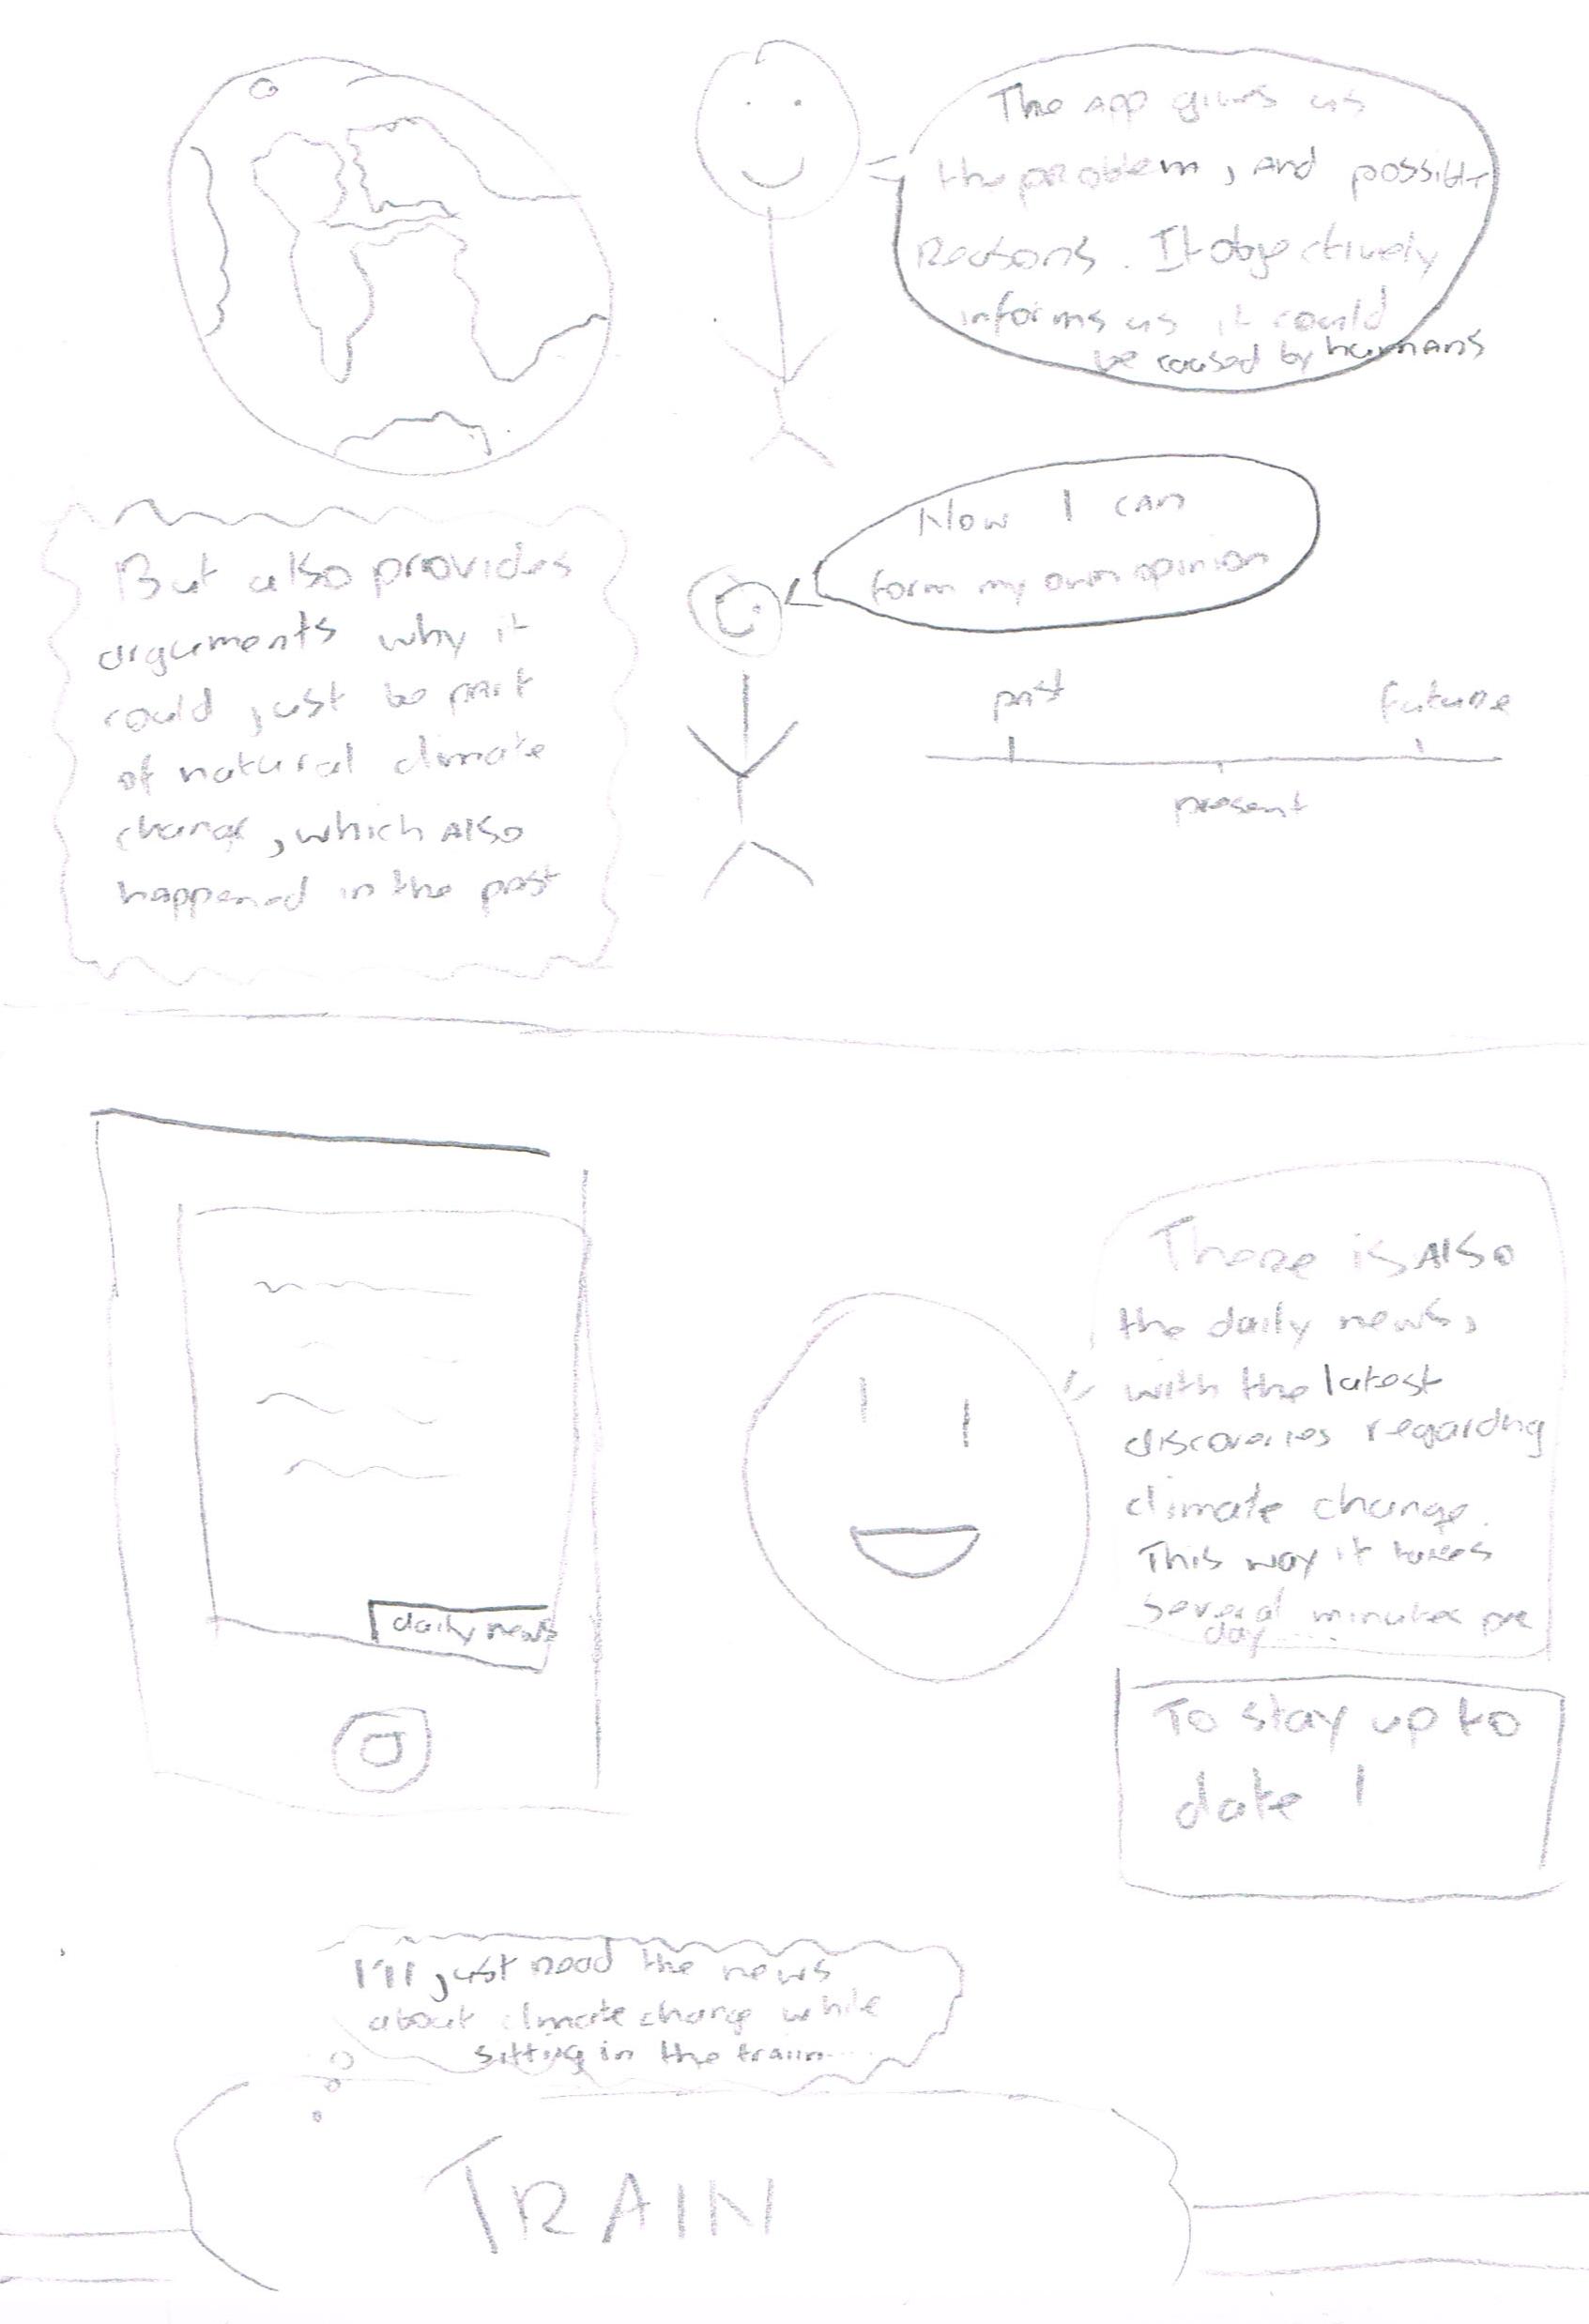 The app gives us
the problem, and possible
Reasons. It objectively
informs us it could
be caused by humans
Now I can
form my own opinion
But also provides
arguments why it
could just be part
of natural climate
change, which also
happened in the past
past
future
present
There is also
the daily news,
with the latest
discoveries regarding
climate change.
This way it takes
several minutes per
day ....
daily news
To stay up to
date!
I'll just read the news
about climate change while
sitting in the train....
TRAIN